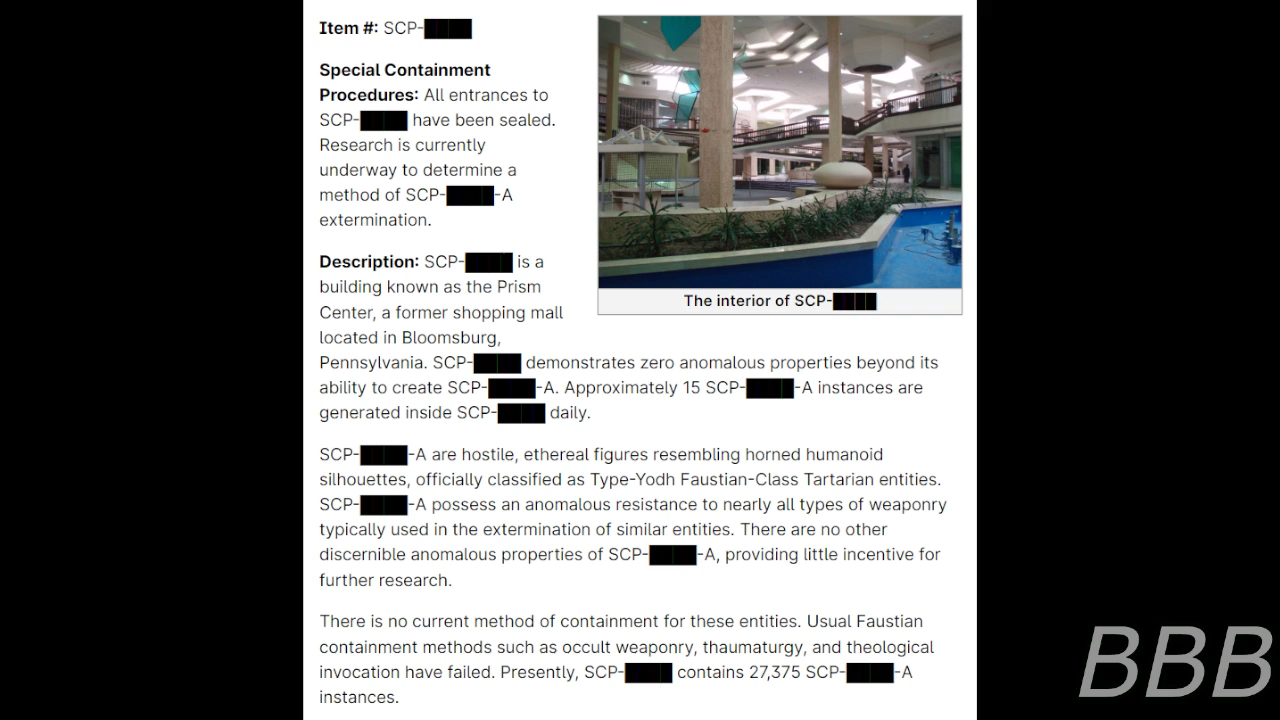 Item #: SCP-████
Special Containment
Procedures: All entrances to
SCP-████ have been sealed.
Research is currently
underway to determine a
method of SCP-████-A
extermination.
The interior of SCP-████
Description: SCP-████ is a
building known as the Prism
Center, a former shopping mall
located in Bloomsburg,
Pennsylvania. SCP-████ demonstrates zero anomalous properties beyond its
ability to create SCP-████-A. Approximately 15 SCP-████-A instances are
generated inside SCP-████ daily.
SCP-████-A are hostile, ethereal figures resembling horned humanoid
silhouettes, officially classified as Type-Yodh Faustian-Class Tartarian entities.
SCP-████-A possess an anomalous resistance to nearly all types of weaponry
typically used in the extermination of similar entities. There are no other
discernible anomalous properties of SCP-████-A, providing little incentive for
further research.
There is no current method of containment for these entities. Usual Faustian
containment methods such as occult weaponry, thaumaturgy, and theological
invocation have failed. Presently, SCP-████ contains 27,375 SCP-████-A
instances.
BBB